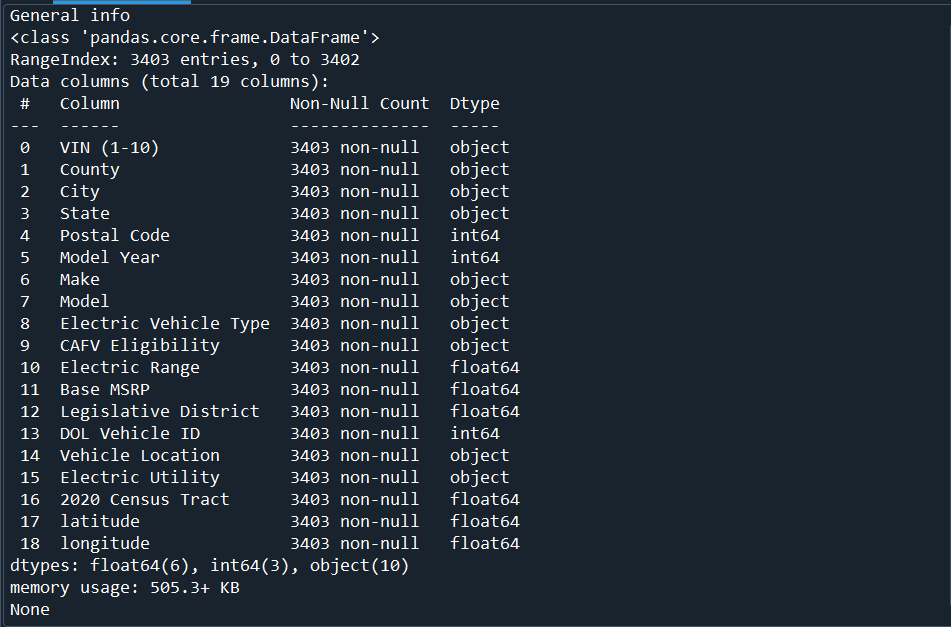 General info
<class 'pandas.core.frame.DataFrame'>
RangeIndex: 3403 entries, 0 to 3402
Data columns (total 19 columns):
 #   Column                 Non-Null Count  Dtype
---  ------                 --------------  -----
 0   VIN (1-10)             3403 non-null   object
 1   County                 3403 non-null   object
 2   City                   3403 non-null   object
 3   State                  3403 non-null   object
 4   Postal Code            3403 non-null   int64
 5   Model Year             3403 non-null   int64
 6   Make                   3403 non-null   object
 7   Model                  3403 non-null   object
 8   Electric Vehicle Type  3403 non-null   object
 9   CAFV Eligibility       3403 non-null   object
 10  Electric Range         3403 non-null   float64
 11  Base MSRP              3403 non-null   float64
 12  Legislative District   3403 non-null   float64
 13  DOL Vehicle ID         3403 non-null   int64
 14  Vehicle Location       3403 non-null   object
 15  Electric Utility       3403 non-null   object
 16  2020 Census Tract      3403 non-null   float64
 17  latitude               3403 non-null   float64
 18  longitude              3403 non-null   float64
dtypes: float64(6), int64(3), object(10)
memory usage: 505.3+ KB
None